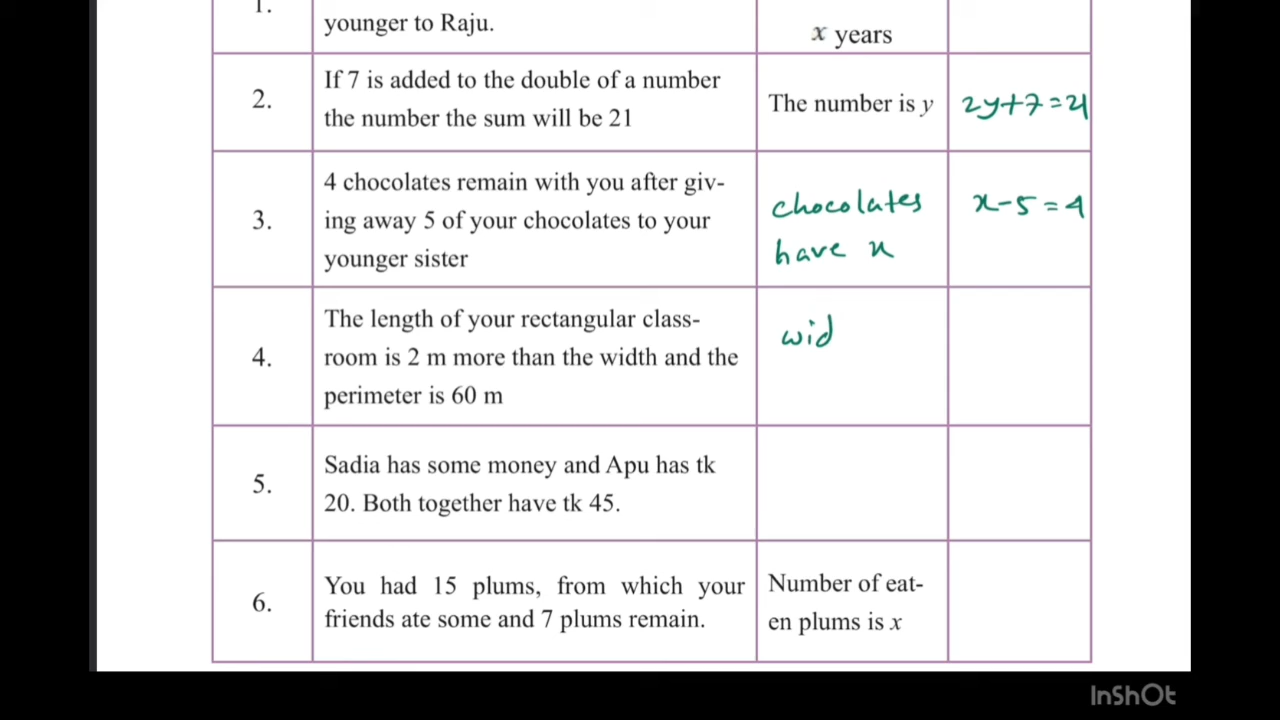 1.
younger to Raju.
x years
2.
If 7 is added to the double of a number
the number the sum will be 21
The number is y
2y+7=21
3.
4 chocolates remain with you after giv-
ing away 5 of your chocolates to your
younger sister
chocolates
have x
x-5=4
4.
The length of your rectangular class-
room is 2 m more than the width and the
perimeter is 60 m
wid
5.
Sadia has some money and Apu has tk
20. Both together have tk 45.
6.
You had 15 plums, from which your
friends ate some and 7 plums remain.
Number of eat-
en plums is x
InShOt